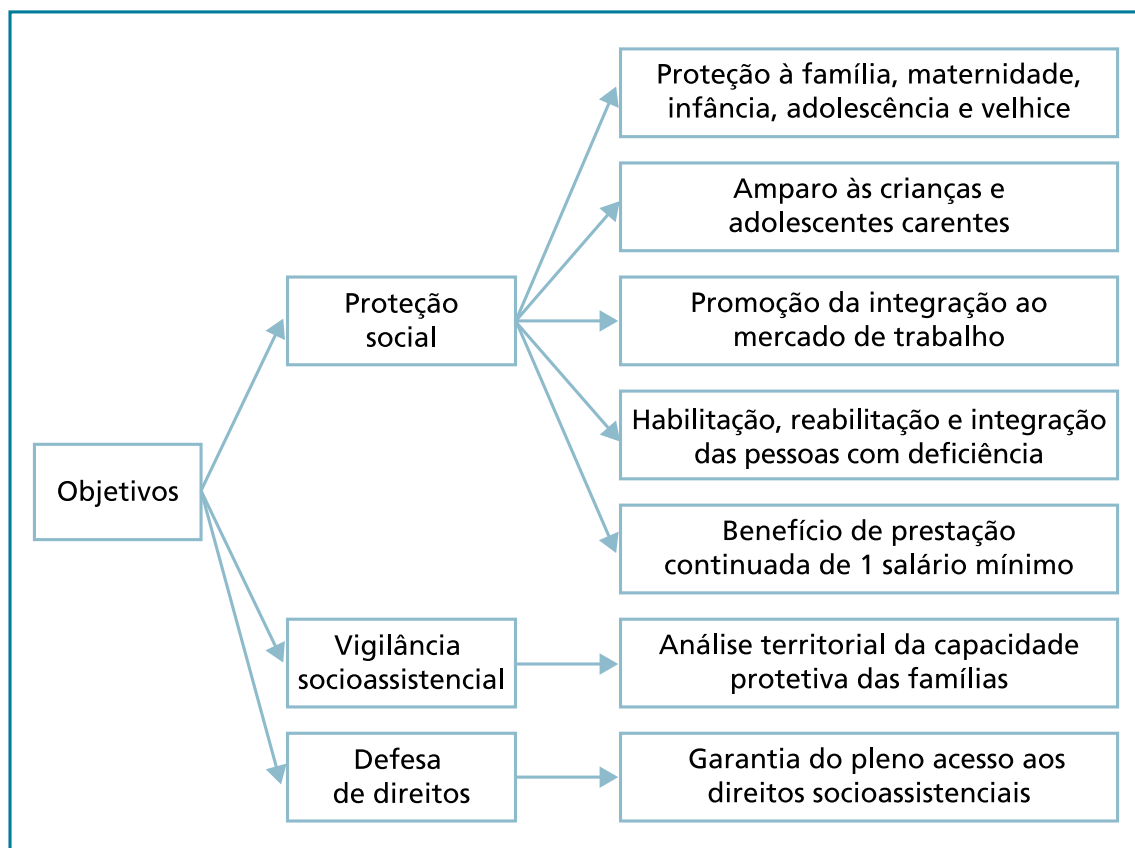 Objetivos
Proteção
social
Proteção à família, maternidade,
infância, adolescência e velhice
Amparo às crianças e
adolescentes carentes
Promoção da integração ao
mercado de trabalho
Habilitação, reabilitação e integração
das pessoas com deficiência
Benefício de prestação
continuada de 1 salário mínimo
Vigilância
socioassistencial
Análise territorial da capacidade
protetiva das famílias
Defesa
de direitos
Garantia do pleno acesso aos
direitos socioassistenciais